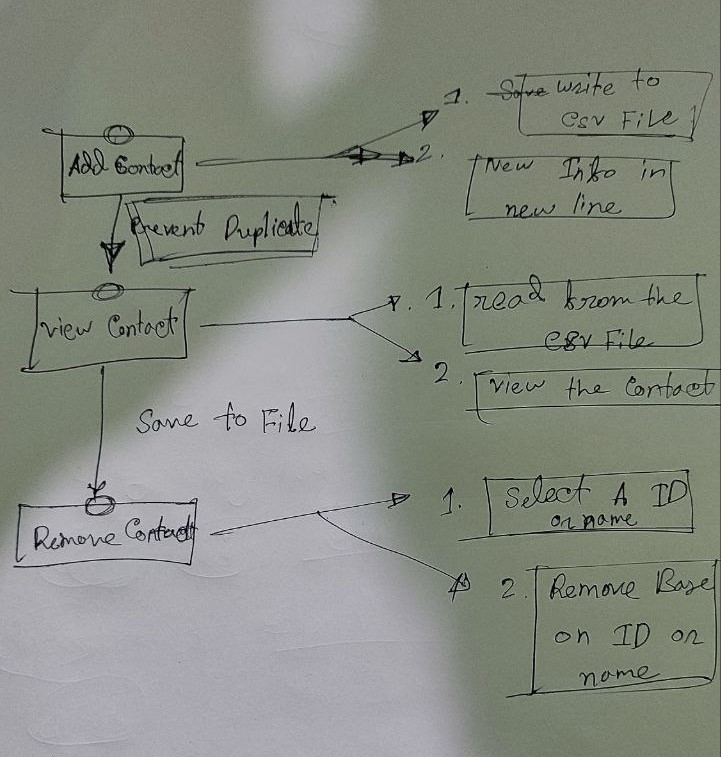 1. Solve write to
csv File
Add Contact
2. New Info in
new line
Prevent Duplicate
View Contact
1. read from the
csv File
2. view the Contact
Save to File
Remove Contact
1. Select A ID
or name
2. Remove Base
on ID or
name